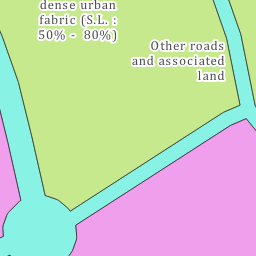 dense urban
fabric (S.L. :
50% - 80%)
Other roads
and associated
land